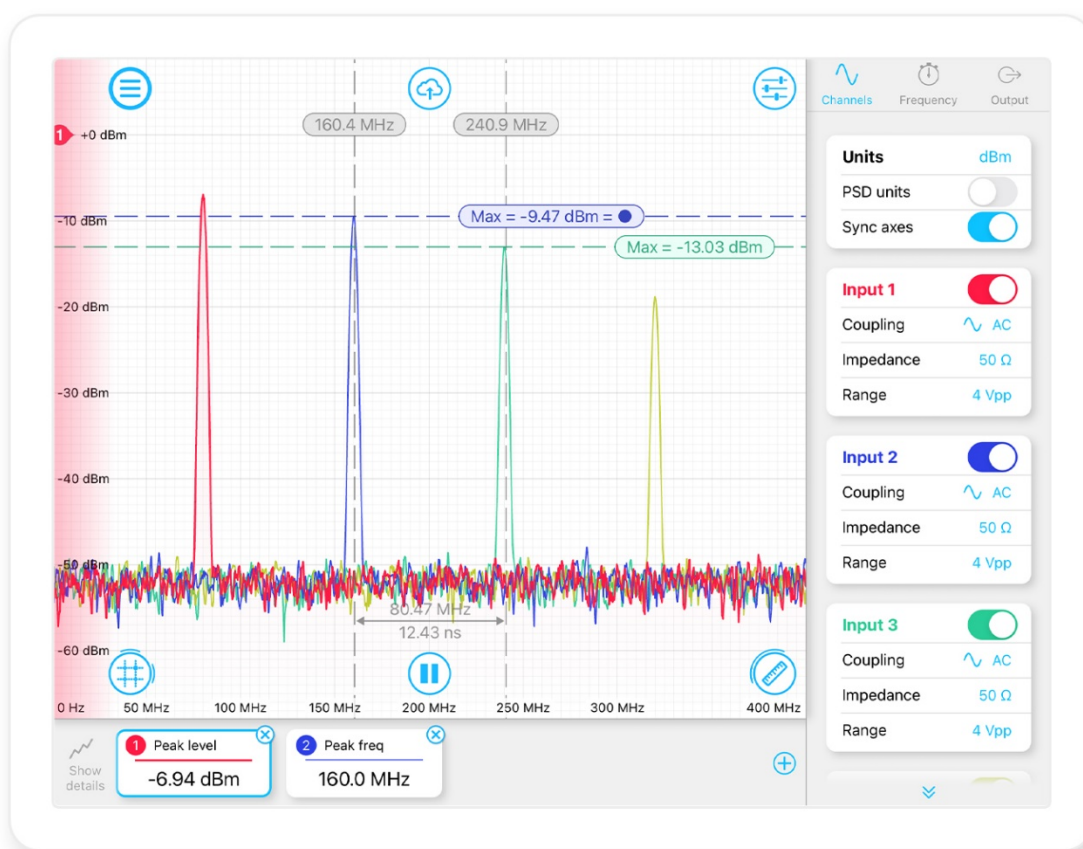 160.4 MHz
240.9 MHz
1 +0 dBm
-10 dBm
Max = -9.47 dBm =
Max = -13.03 dBm
-20 dBm
-30 dBm
-40 dBm
-50 dBm
80.47 MHz
12.43 ns
-60 dBm
0 Hz 50 MHz 100 MHz 150 MHz 200 MHz 250 MHz 300 MHz 400 MHz
Show
details
1 Peak level
-6.94 dBm
2 Peak freq
160.0 MHz
Channels Frequency Output
Units dBm
PSD units
Sync axes
Input 1
Coupling AC
Impedance 50 Ω
Range 4 Vpp
Input 2
Coupling AC
Impedance 50 Ω
Range 4 Vpp
Input 3
Coupling AC
Impedance 50 Ω
Range 4 Vpp